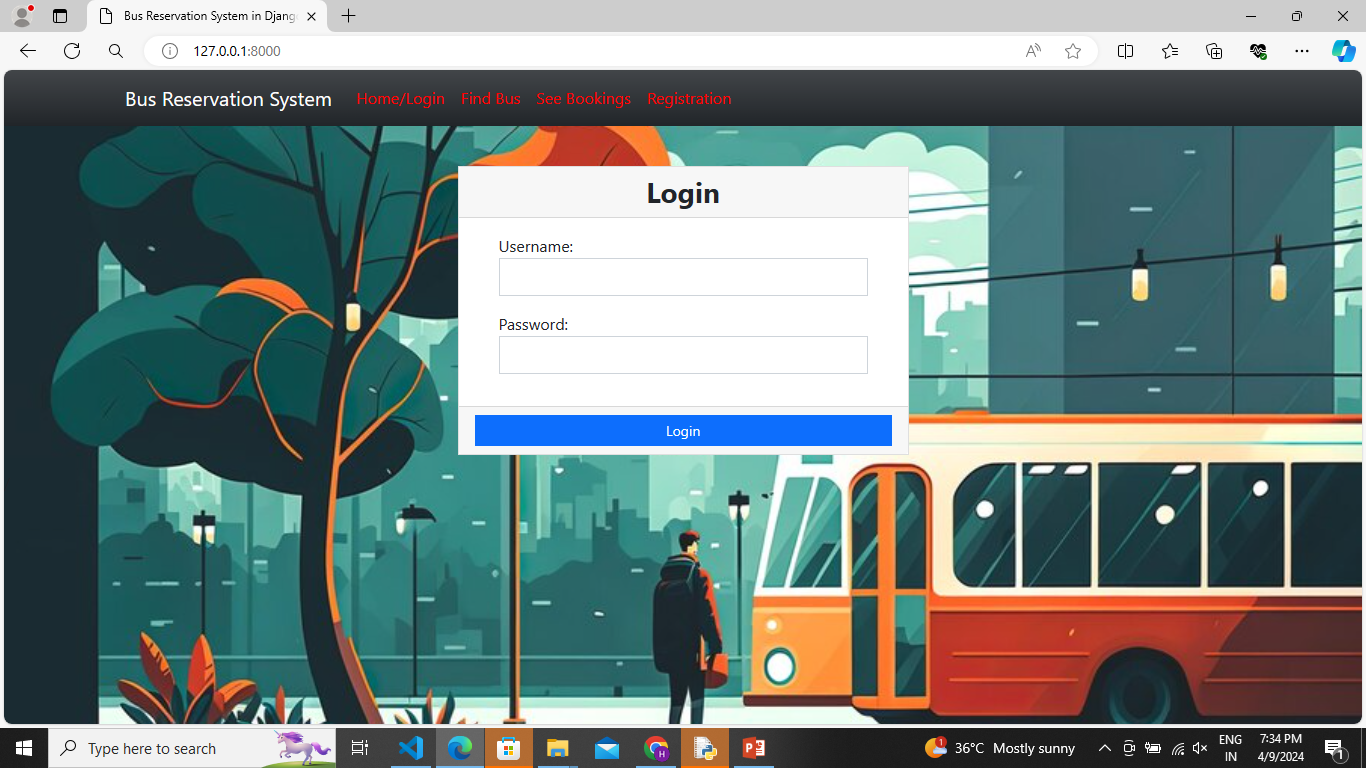 Bus Reservation System in Djang
127.0.0.1:8000
Bus Reservation System Home/Login Find Bus See Bookings Registration
Login
Username:
Password:
Login
Type here to search
1 36°C Mostly sunny
ENG
IN
7:34 PM
4/9/2024
1
H